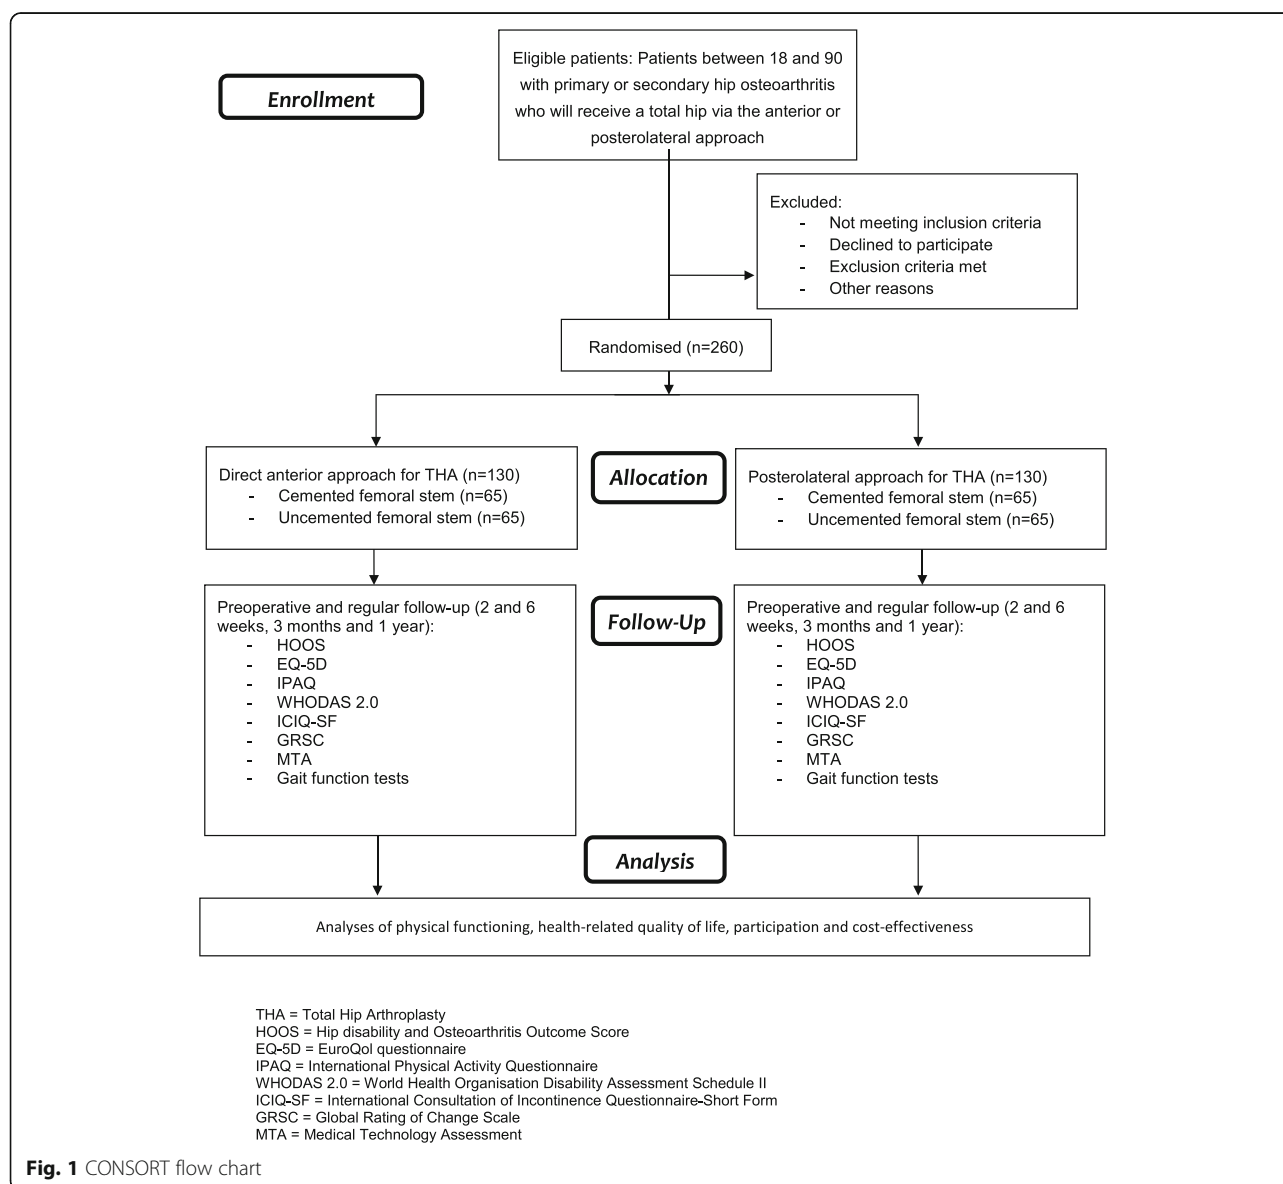 Enrollment
Eligible patients: Patients between 18 and 90
with primary or secondary hip osteoarthritis
who will receive a total hip via the anterior or
posterolateral approach
Excluded:
- Not meeting inclusion criteria
- Declined to participate
- Exclusion criteria met
- Other reasons
Randomised (n=260)
Allocation
Direct anterior approach for THA (n=130)
- Cemented femoral stem (n=65)
- Uncemented femoral stem (n=65)
Posterolateral approach for THA (n=130)
- Cemented femoral stem (n=65)
- Uncemented femoral stem (n=65)
Follow-Up
Preoperative and regular follow-up (2 and 6
weeks, 3 months and 1 year):
- HOOS
- EQ-5D
- IPAQ
- WHODAS 2.0
- ICIQ-SF
- GRSC
- MTA
- Gait function tests
Preoperative and regular follow-up (2 and 6
weeks, 3 months and 1 year):
- HOOS
- EQ-5D
- IPAQ
- WHODAS 2.0
- ICIQ-SF
- GRSC
- MTA
- Gait function tests
Analysis
Analyses of physical functioning, health-related quality of life, participation and cost-effectiveness
THA = Total Hip Arthroplasty
HOOS = Hip disability and Osteoarthritis Outcome Score
EQ-5D = EuroQol questionnaire
IPAQ = International Physical Activity Questionnaire
WHODAS 2.0 = World Health Organisation Disability Assessment Schedule II
ICIQ-SF = International Consultation of Incontinence Questionnaire-Short Form
GRSC = Global Rating of Change Scale
MTA = Medical Technology Assessment
Fig. 1 CONSORT flow chart